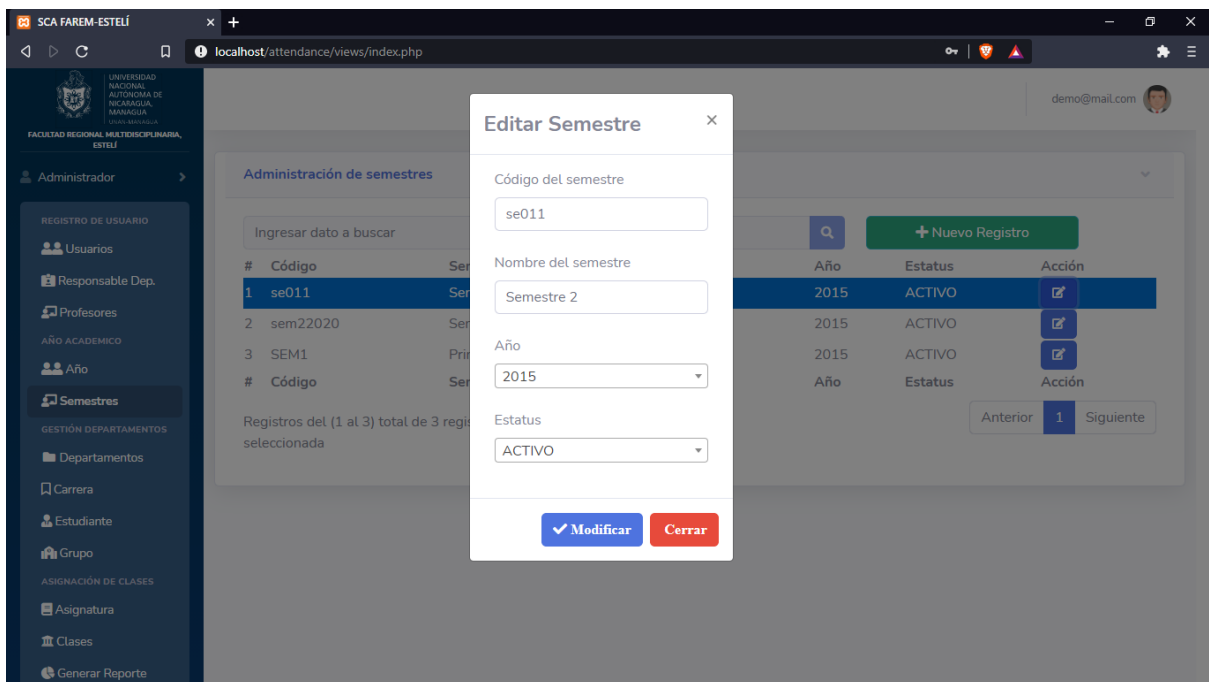 SCA FAREM-ESTELÍ
localhost/attendance/views/index.php
UNIVERSIDAD
NACIONAL
AUTÓNOMA DE
NICARAGUA,
MANAGUA
UNAN-MANAGUA
FACULTAD REGIONAL MULTIDISCIPLINARIA,
ESTELÍ
demo@mail.com
Administrador
REGISTRO DE USUARIO
Usuarios
Responsable Dep.
Profesores
AÑO ACADEMICO
Año
Semestres
GESTIÓN DEPARTAMENTOS
Departamentos
Carrera
Estudiante
Grupo
ASIGNACIÓN DE CLASES
Asignatura
Clases
Generar Reporte
Administración de semestres
Ingresar dato a buscar
Nuevo Registro
# Código Ser Año Estatus Acción
1 se011 Ser 2015 ACTIVO
2 sem22020 Ser 2015 ACTIVO
3 SEM1 Prir 2015 ACTIVO
# Código Ser Año Estatus Acción
Registros del (1 al 3) total de 3 regis
seleccionada
Anterior 1 Siguiente
Editar Semestre ×
Código del semestre
se011
Nombre del semestre
Semestre 2
Año
2015
Estatus
ACTIVO
Modificar Cerrar